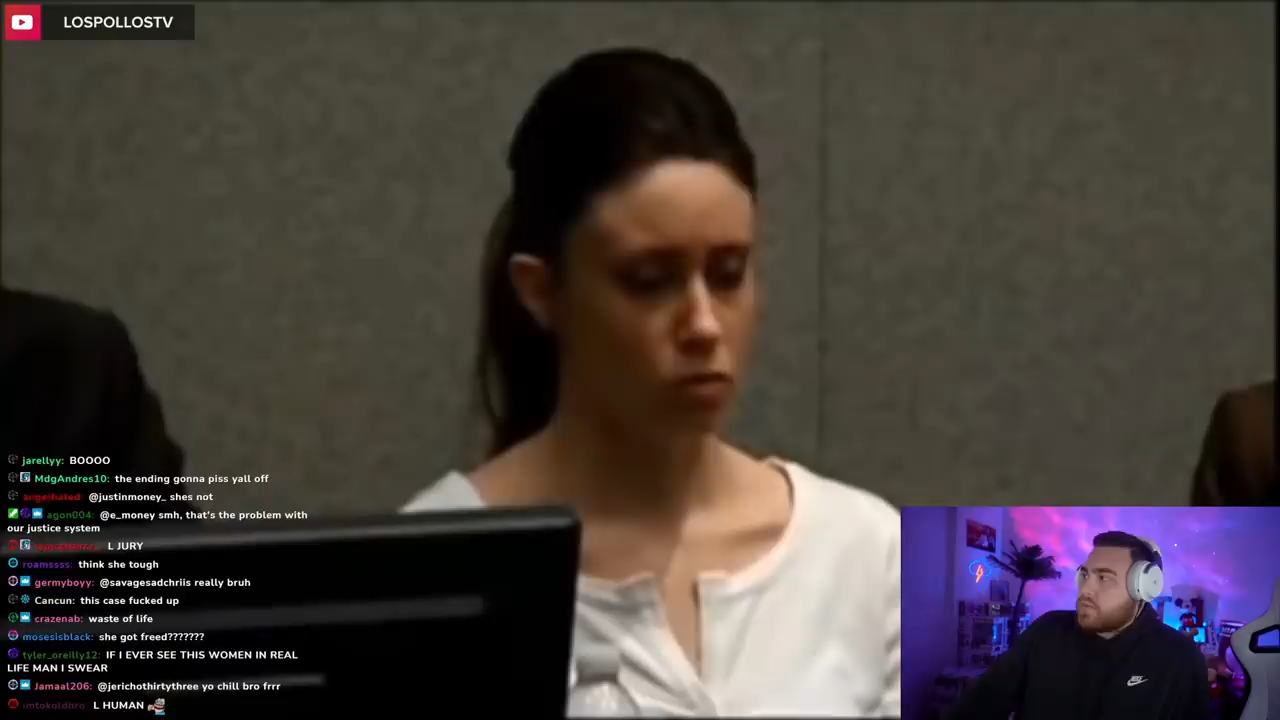 LOSPOLLOSTV
jarellyy: BOOOO
MdgAndres10: the ending gonna piss yall off
@justinmoney_ shes not
agon004: @e_money smh, that's the problem with
our justice system
L JURY
roamssss: think she tough
germyboyy: @savagesadchriis really bruh
Cancun: this case fucked up
crazenab: waste of life
mosesisblack: she got freed???????
tyler_oreilly12: IF I EVER SEE THIS WOMEN IN REAL
LIFE MAN I SWEAR
Jamaal206: @jerichothirtythree yo chill bro frrr
imtokoldbro: L HUMAN